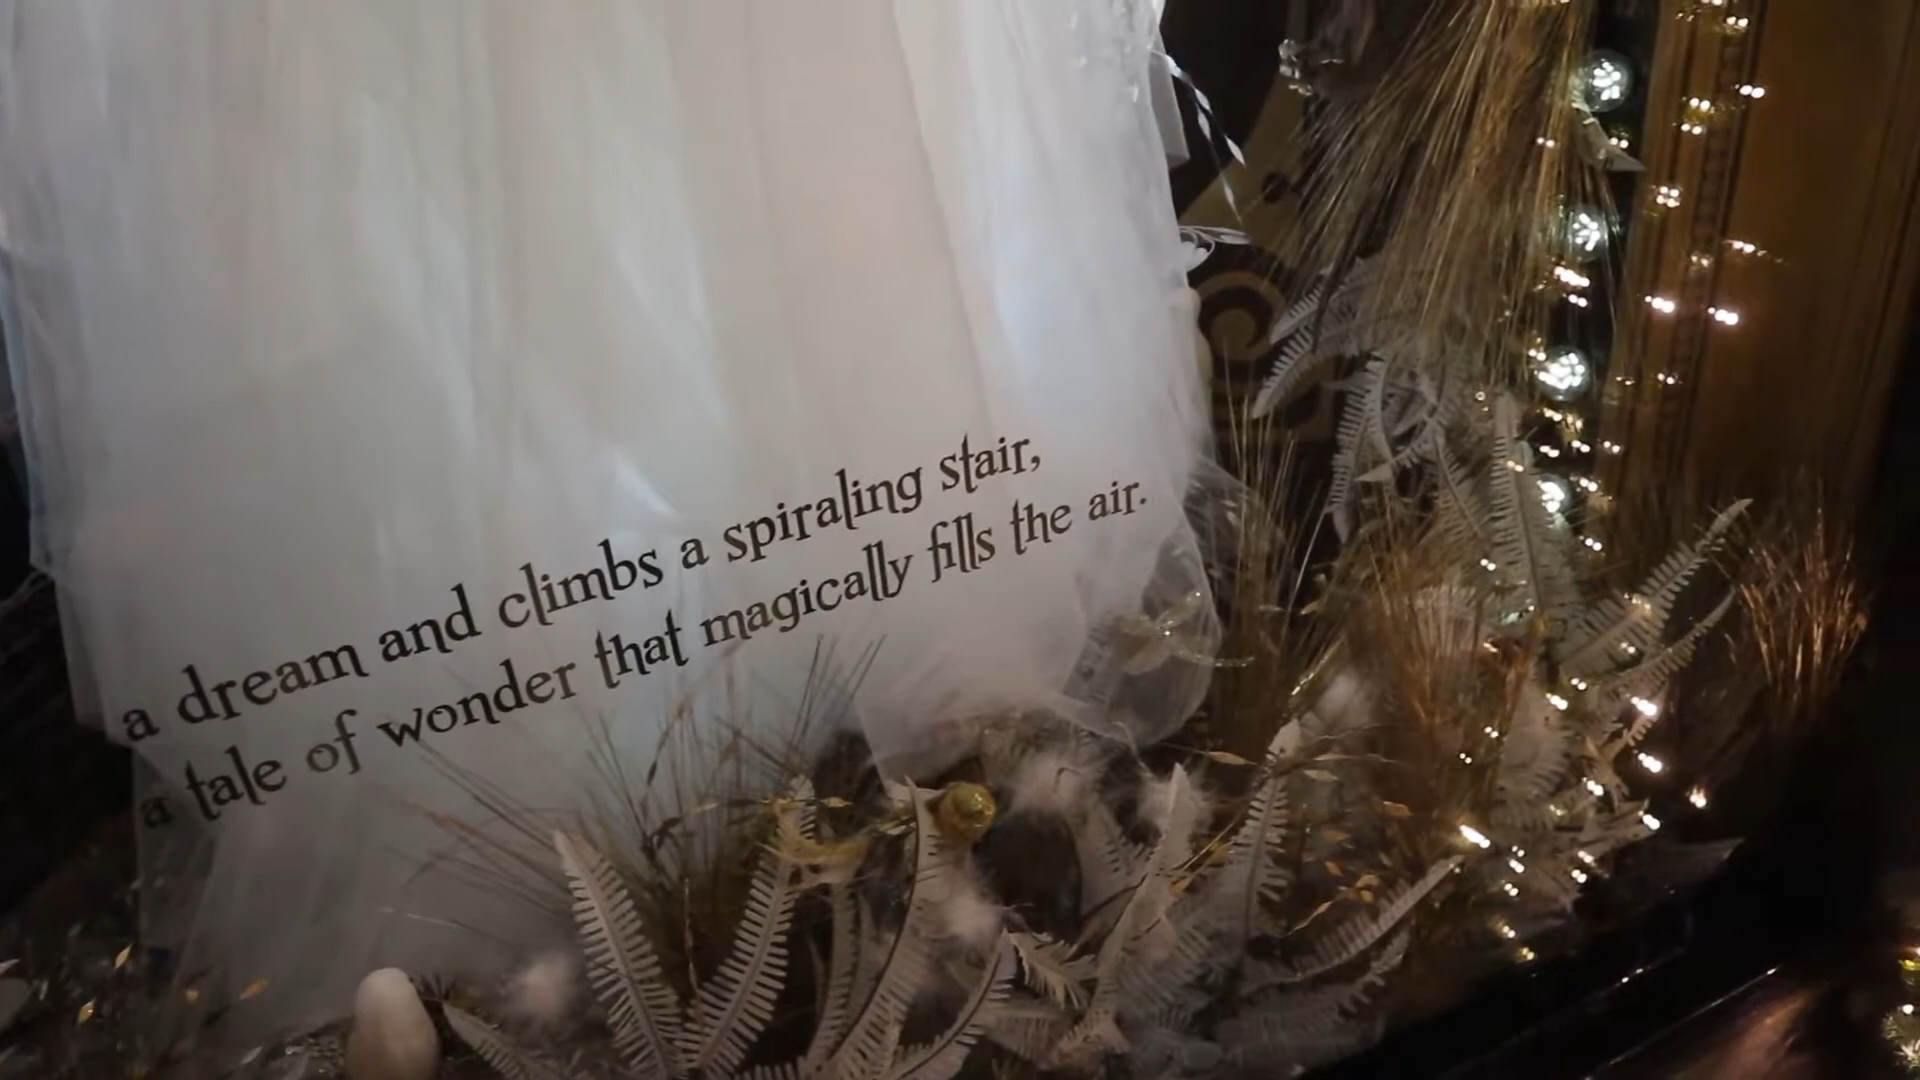 a dream and climbs a spiraling stair,
a tale of wonder that magically fills the air.